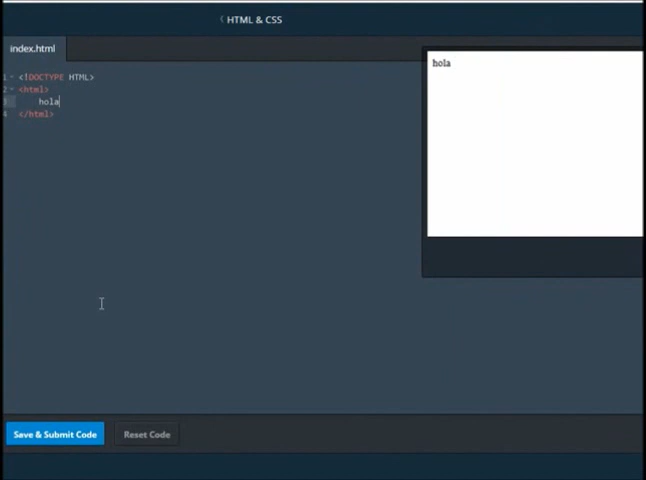 HTML & CSS
index.html
1 <!DOCTYPE HTML>
2 <html>
3 hola
4 </html>
hola
Save & Submit Code
Reset Code